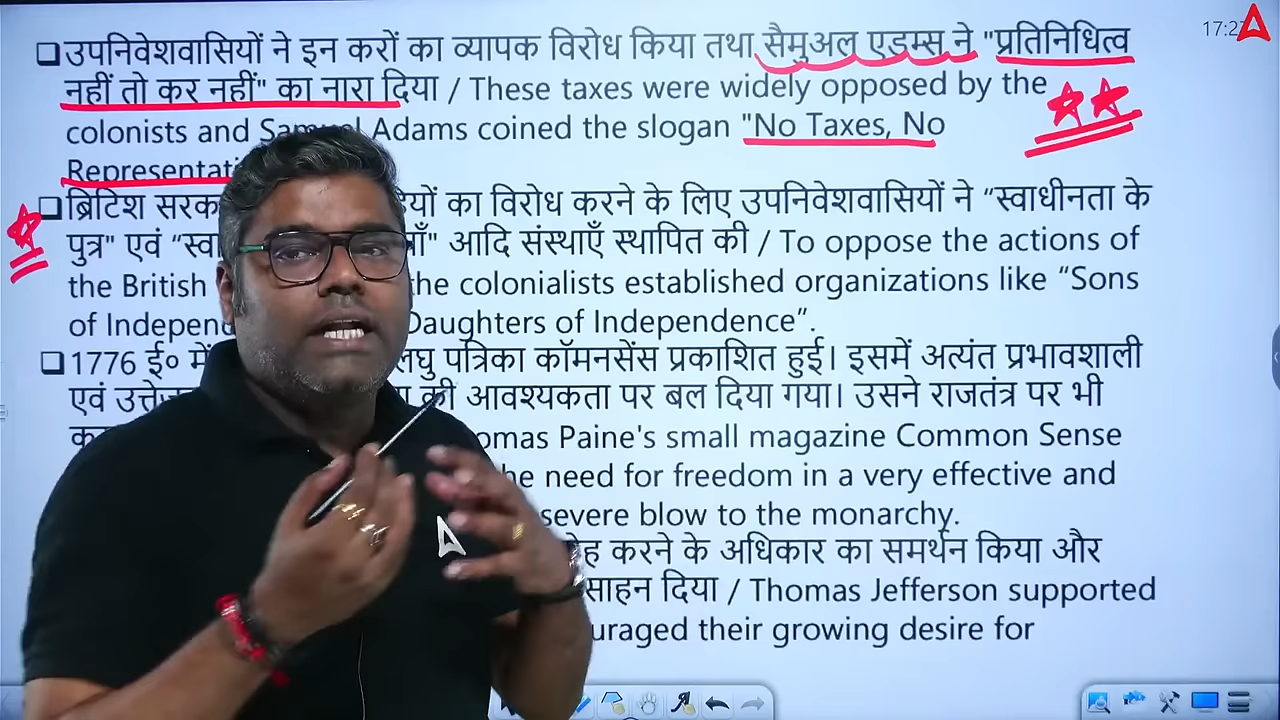 17:2
उपनिवेशवासियों ने इन करों का व्यापक विरोध किया तथा सैमुअल एडम्स ने "प्रतिनिधित्व
नहीं तो कर नहीं" का नारा दिया / These taxes were widely opposed by the
colonists and Samuel Adams coined the slogan "No Taxes, No
Representati
ब्रिटिश सरक यों का विरोध करने के लिए उपनिवेशवासियों ने “स्वाधीनता के
पुत्र" एवं “स्वा आदि संस्थाएँ स्थापित की / To oppose the actions of
the British the colonialists established organizations like “Sons
of Independ Daughters of Independence”.
1776 ई० में लघु पत्रिका कॉमनसेंस प्रकाशित हुई। इसमें अत्यंत प्रभावशाली
एवं उत्तेज की आवश्यकता पर बल दिया गया। उसने राजतंत्र पर भी
omas Paine's small magazine Common Sense
he need for freedom in a very effective and
severe blow to the monarchy.
ोह करने के अधिकार का समर्थन किया और
साहन दिया / Thomas Jefferson supported
uraged their growing desire for